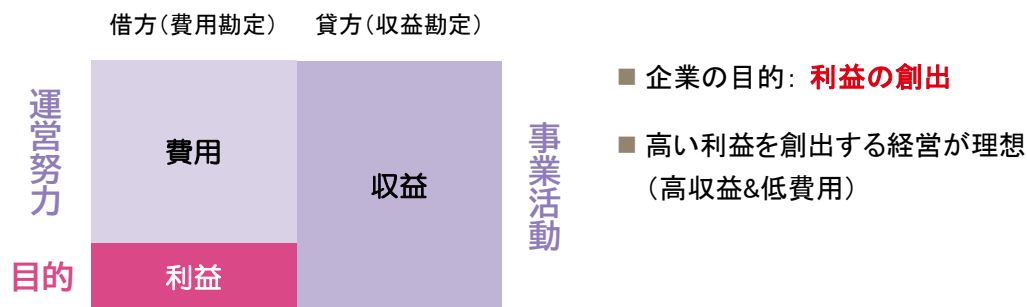 借方(費用勘定)
貸方(収益勘定)
運営努力
費用
目的
利益
収益
事業活動
■ 企業の目的: 利益の創出
■ 高い利益を創出する経営が理想
(高収益&低費用)